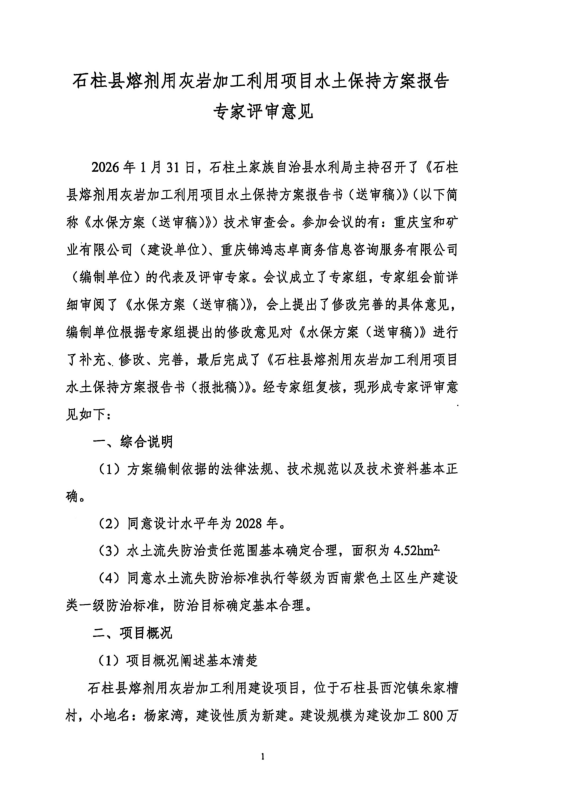 石柱县熔剂用灰岩加工利用项目水土保持方案报告
专家评审意见
2026 年 1 月 31 日，石柱土家族自治县水利局主持召开了《石柱
县熔剂用灰岩加工利用项目水土保持方案报告书（送审稿）》（以下简
称《水保方案（送审稿）》）技术审查会。参加会议的有：重庆宝和矿
业有限公司（建设单位）、重庆锦鸿志卓商务信息咨询服务有限公司
（编制单位）的代表及评审专家。会议成立了专家组，专家组会前详
细审阅了《水保方案（送审稿）》，会上提出了修改完善的具体意见，
编制单位根据专家组提出的修改意见对《水保方案（送审稿）》进行
了补充、修改、完善，最后完成了《石柱县熔剂用灰岩加工利用项目
水土保持方案报告书（报批稿）》。经专家组复核，现形成专家评审意
见如下：
一、综合说明
（1）方案编制依据的法律法规、技术规范以及技术资料基本正
确。
（2）同意设计水平年为 2028 年。
（3）水土流失防治责任范围基本确定合理，面积为 4.52hm².
（4）同意水土流失防治标准执行等级为西南紫色土区生产建设
类一级防治标准，防治目标确定基本合理。
二、项目概况
（1）项目概况阐述基本清楚
石柱县熔剂用灰岩加工利用建设项目，位于石柱县西沱镇朱家槽
村，小地名：杨家湾，建设性质为新建。建设规模为建设加工 800 万
1